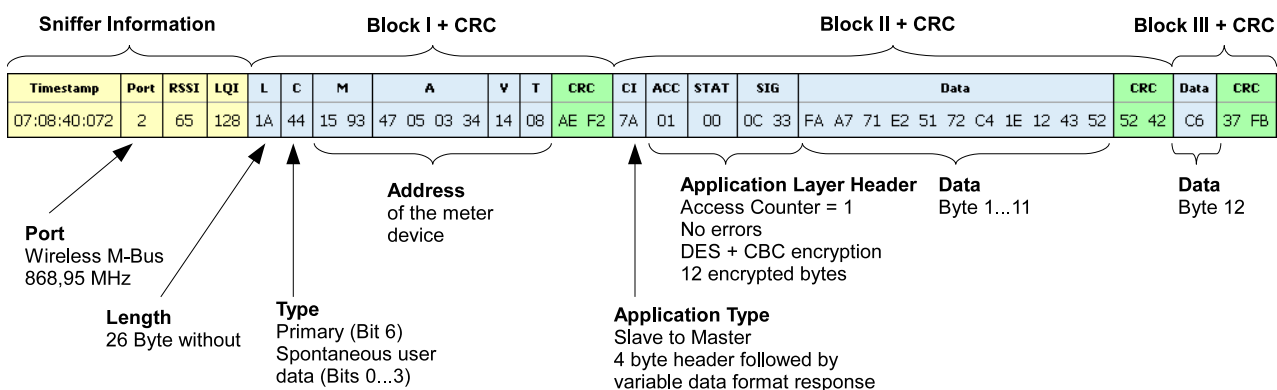 Sniffer Information
Block I + CRC
Block II + CRC
Block III + CRC
Timestamp Port RSSI LQI L C M A V T CRC CI ACC STAT SIG Data CRC Data CRC
07:08:40:072 2 65 128 1A 44 15 93 47 05 03 34 14 08 AE F2 7A 01 00 0C 33 FA A7 71 E2 51 72 C4 1E 12 43 52 52 42 C6 37 FB
Port
Wireless M-Bus
868,95 MHz
Length
26 Byte without
Type
Primary (Bit 6)
Spontaneous user
data (Bits 0...3)
Address
of the meter
device
Application Type
Slave to Master
4 byte header followed by
variable data format response
Application Layer Header
Access Counter = 1
No errors
DES + CBC encryption
12 encrypted bytes
Data
Byte 1...11
Data
Byte 12